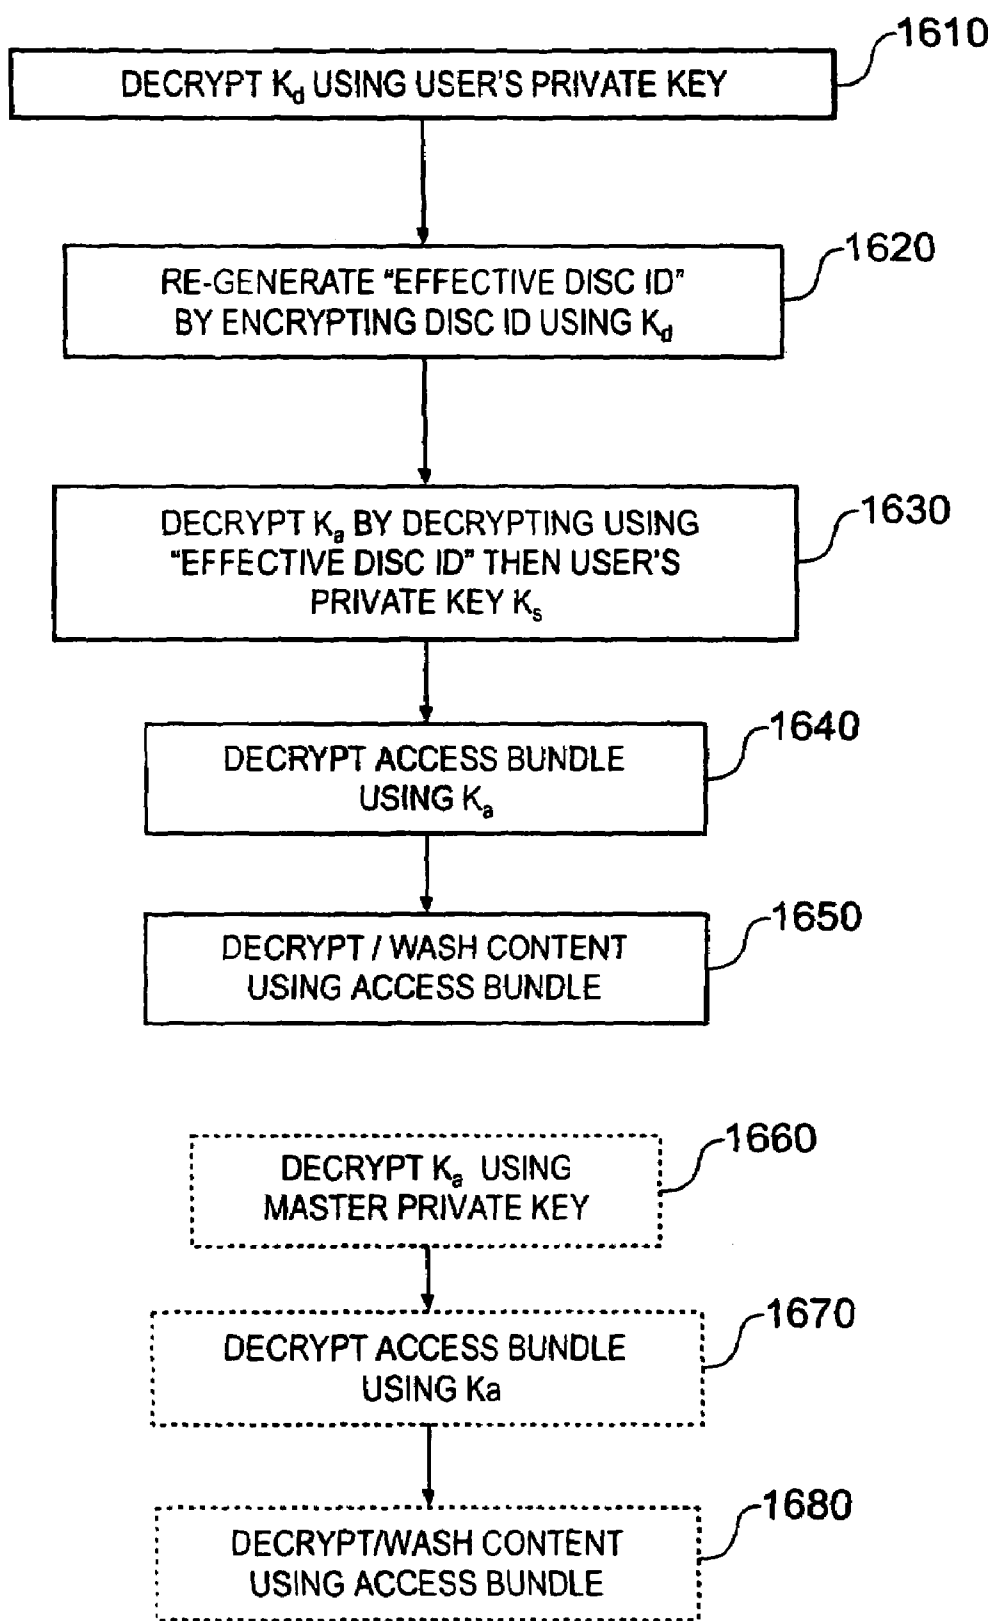 1610
DECRYPT Kd USING USER'S PRIVATE KEY
1620
RE-GENERATE "EFFECTIVE DISC ID"
BY ENCRYPTING DISC ID USING Kd
1630
DECRYPT Ka BY DECRYPTING USING
"EFFECTIVE DISC ID" THEN USER'S
PRIVATE KEY Ks
1640
DECRYPT ACCESS BUNDLE
USING Ka
1650
DECRYPT / WASH CONTENT
USING ACCESS BUNDLE
1660
DECRYPT Ka USING
MASTER PRIVATE KEY
1670
DECRYPT ACCESS BUNDLE
USING Ka
1680
DECRYPT/WASH CONTENT
USING ACCESS BUNDLE